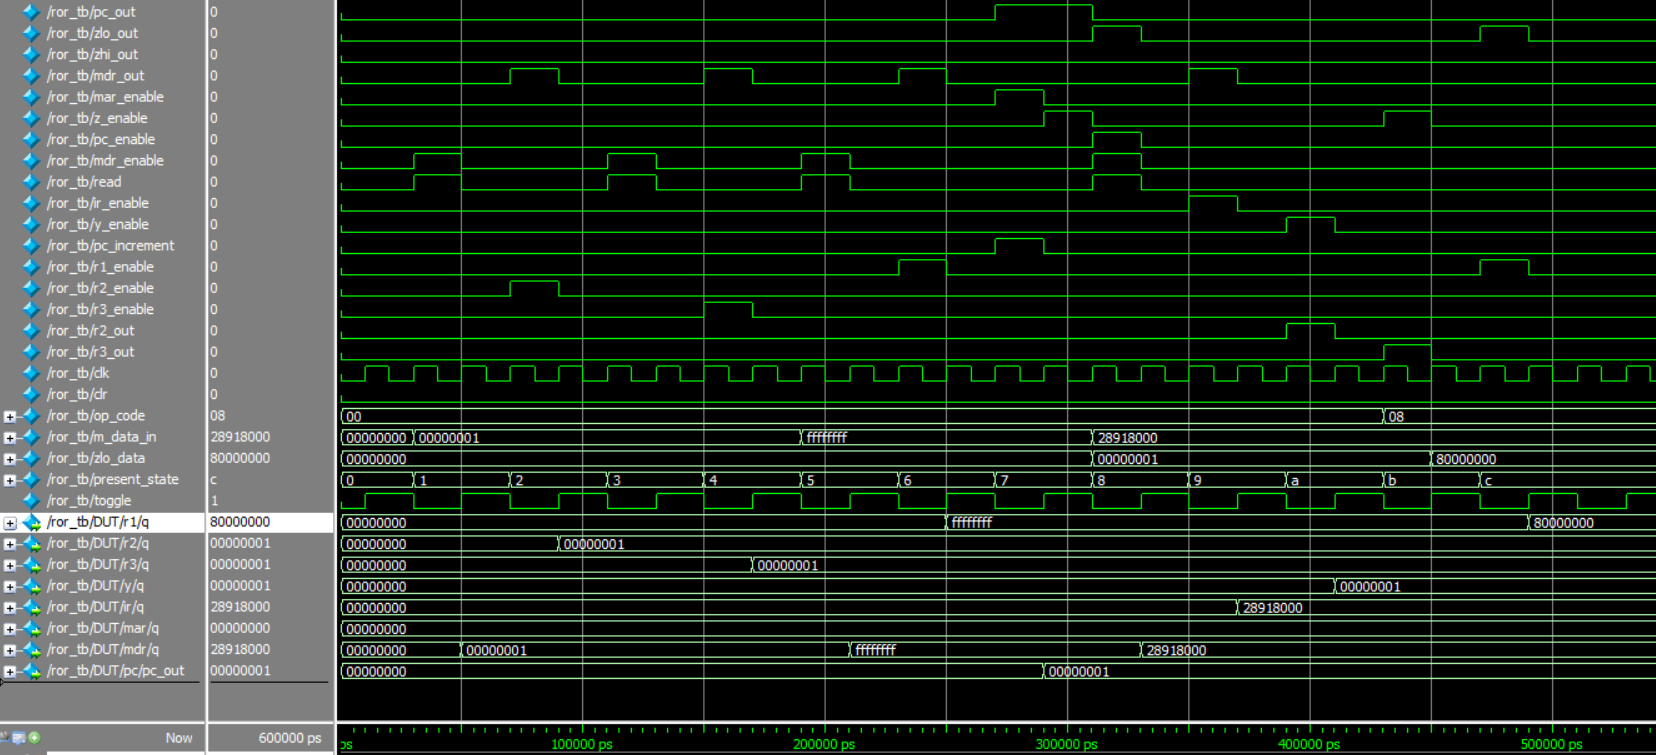 /ror_tb/pc_out 0
/ror_tb/zlo_out 0
/ror_tb/zhi_out 0
/ror_tb/mdr_out 0
/ror_tb/mar_enable 0
/ror_tb/z_enable 0
/ror_tb/pc_enable 0
/ror_tb/mdr_enable 0
/ror_tb/read 0
/ror_tb/ir_enable 0
/ror_tb/y_enable 0
/ror_tb/pc_increment 0
/ror_tb/r1_enable 0
/ror_tb/r2_enable 0
/ror_tb/r3_enable 0
/ror_tb/r2_out 0
/ror_tb/r3_out 0
/ror_tb/clk 0
/ror_tb/clr 0
/ror_tb/op_code 08 00 08
/ror_tb/m_data_in 28918000 00000000 00000001 ffffffff 28918000
/ror_tb/zlo_data 80000000 00000000 00000001 80000000
/ror_tb/present_state c 0 1 2 3 4 5 6 7 8 9 a b c
/ror_tb/toggle 1
/ror_tb/DUT/r1/q 80000000 00000000 ffffffff 80000000
/ror_tb/DUT/r2/q 00000001 00000000 00000001
/ror_tb/DUT/r3/q 00000001 00000000 00000001
/ror_tb/DUT/y/q 00000001 00000000 00000001
/ror_tb/DUT/ir/q 28918000 00000000 28918000
/ror_tb/DUT/mar/q 00000000 00000000
/ror_tb/DUT/mdr/q 28918000 00000000 00000001 ffffffff 28918000
/ror_tb/DUT/pc/pc_out 00000001 00000000 00000001
Now 600000 ps ps 100000 ps 200000 ps 300000 ps 400000 ps 500000 ps